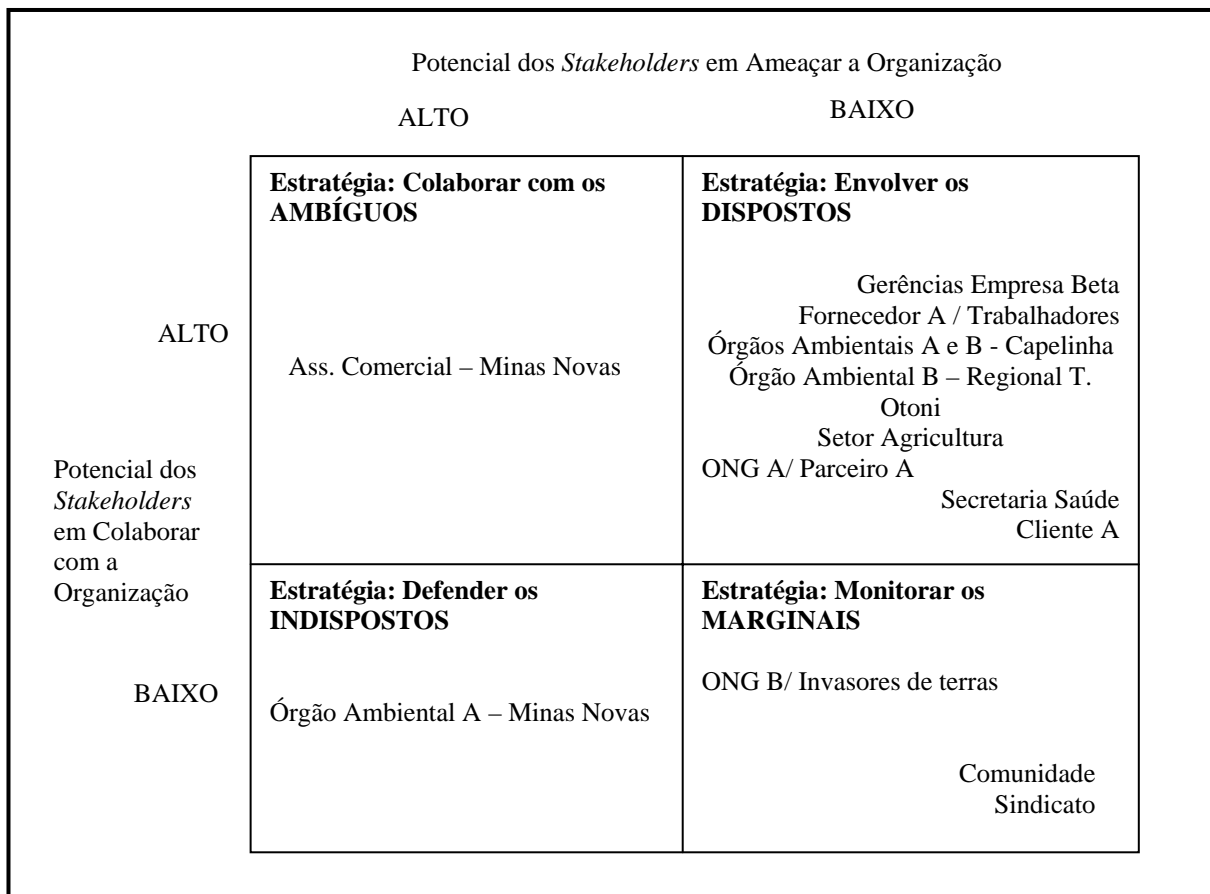 Potencial dos Stakeholders em Ameaçar a Organização
ALTO
BAIXO
Estratégia: Colaborar com os
AMBÍGUOS
Estratégia: Envolver os
DISPOSTOS
ALTO
Ass. Comercial – Minas Novas
Gerências Empresa Beta
Fornecedor A / Trabalhadores
Órgãos Ambientais A e B - Capelinha
Órgão Ambiental B – Regional T.
Otoni
Setor Agricultura
ONG A/ Parceiro A
Secretaria Saúde
Cliente A
Potencial dos
Stakeholders
em Colaborar
com a
Organização
Estratégia: Defender os
INDISPOSTOS
Estratégia: Monitorar os
MARGINAIS
BAIXO
Órgão Ambiental A – Minas Novas
ONG B/ Invasores de terras
Comunidade
Sindicato